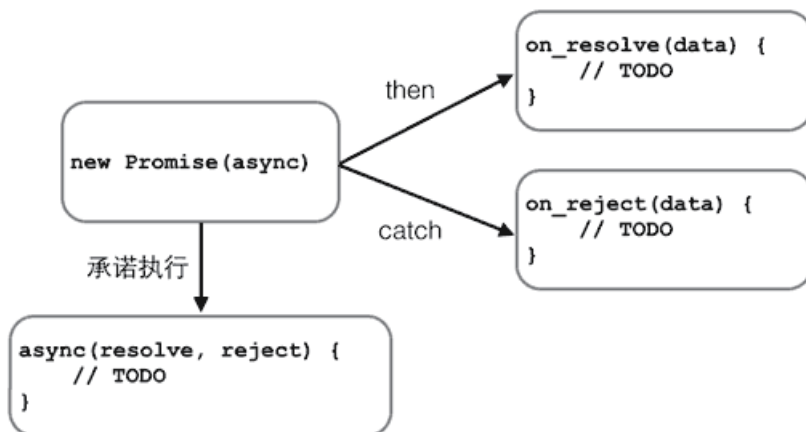 on_resolve(data) {
    // TODO
}
then
new Promise(async)
on_reject(data) {
    // TODO
}
catch
承诺执行
async(resolve, reject) {
    // TODO
}